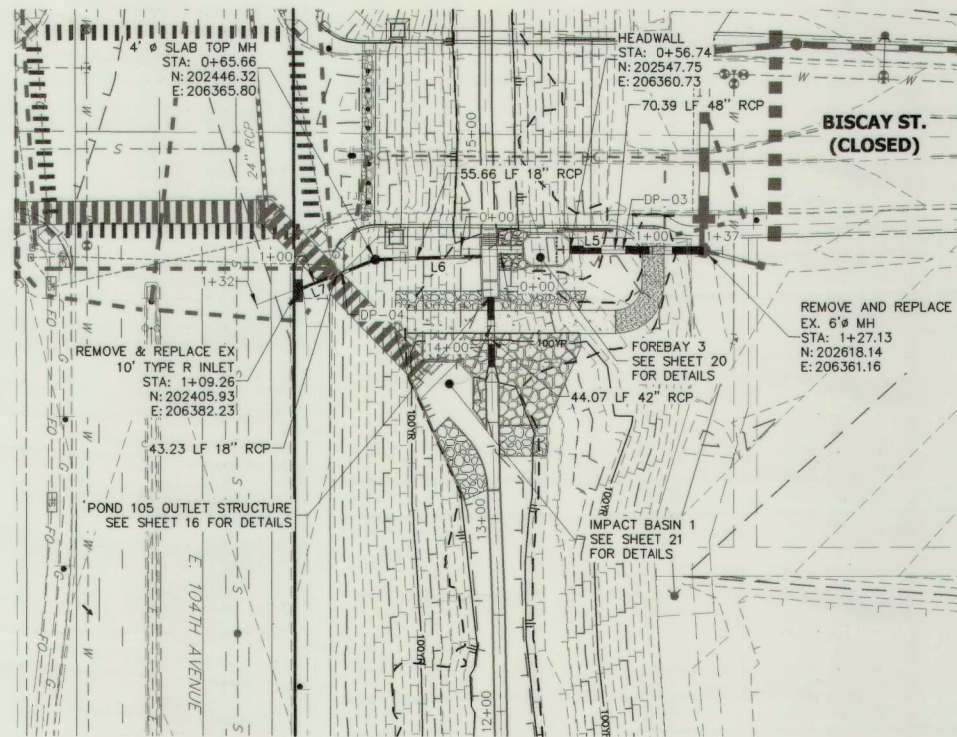 4' ø SLAB TOP MH
STA: 0+65.66
N: 202446.32
E: 206365.80
HEADWALL
STA: 0+56.74
N: 202547.75
E: 206360.73
70.39 LF 48" RCP
BISCAY ST.
(CLOSED)
W
W
S
24" RCP
15+00
55.66 LF 18" RCP
DP-03
0+00
1+00
1+37
L5
L6
L7
1+00
1+32
0+00
DP-04
14+00
100YR
REMOVE AND REPLACE
EX. 6'ø MH
STA: 1+27.13
N: 202618.14
E: 206361.16
REMOVE & REPLACE EX
10' TYPE R INLET
STA: 1+09.26
N: 202405.93
E: 206382.23
FOREBAY 3
SEE SHEET 20
FOR DETAILS
44.07 LF 42" RCP
43.23 LF 18" RCP
100YR
100YR
POND 105 OUTLET STRUCTURE
SEE SHEET 16 FOR DETAILS
13+00
IMPACT BASIN 1
SEE SHEET 21
FOR DETAILS
E. 104TH AVENUE
FO
G
W
S
E
100YR
100YR
12+00